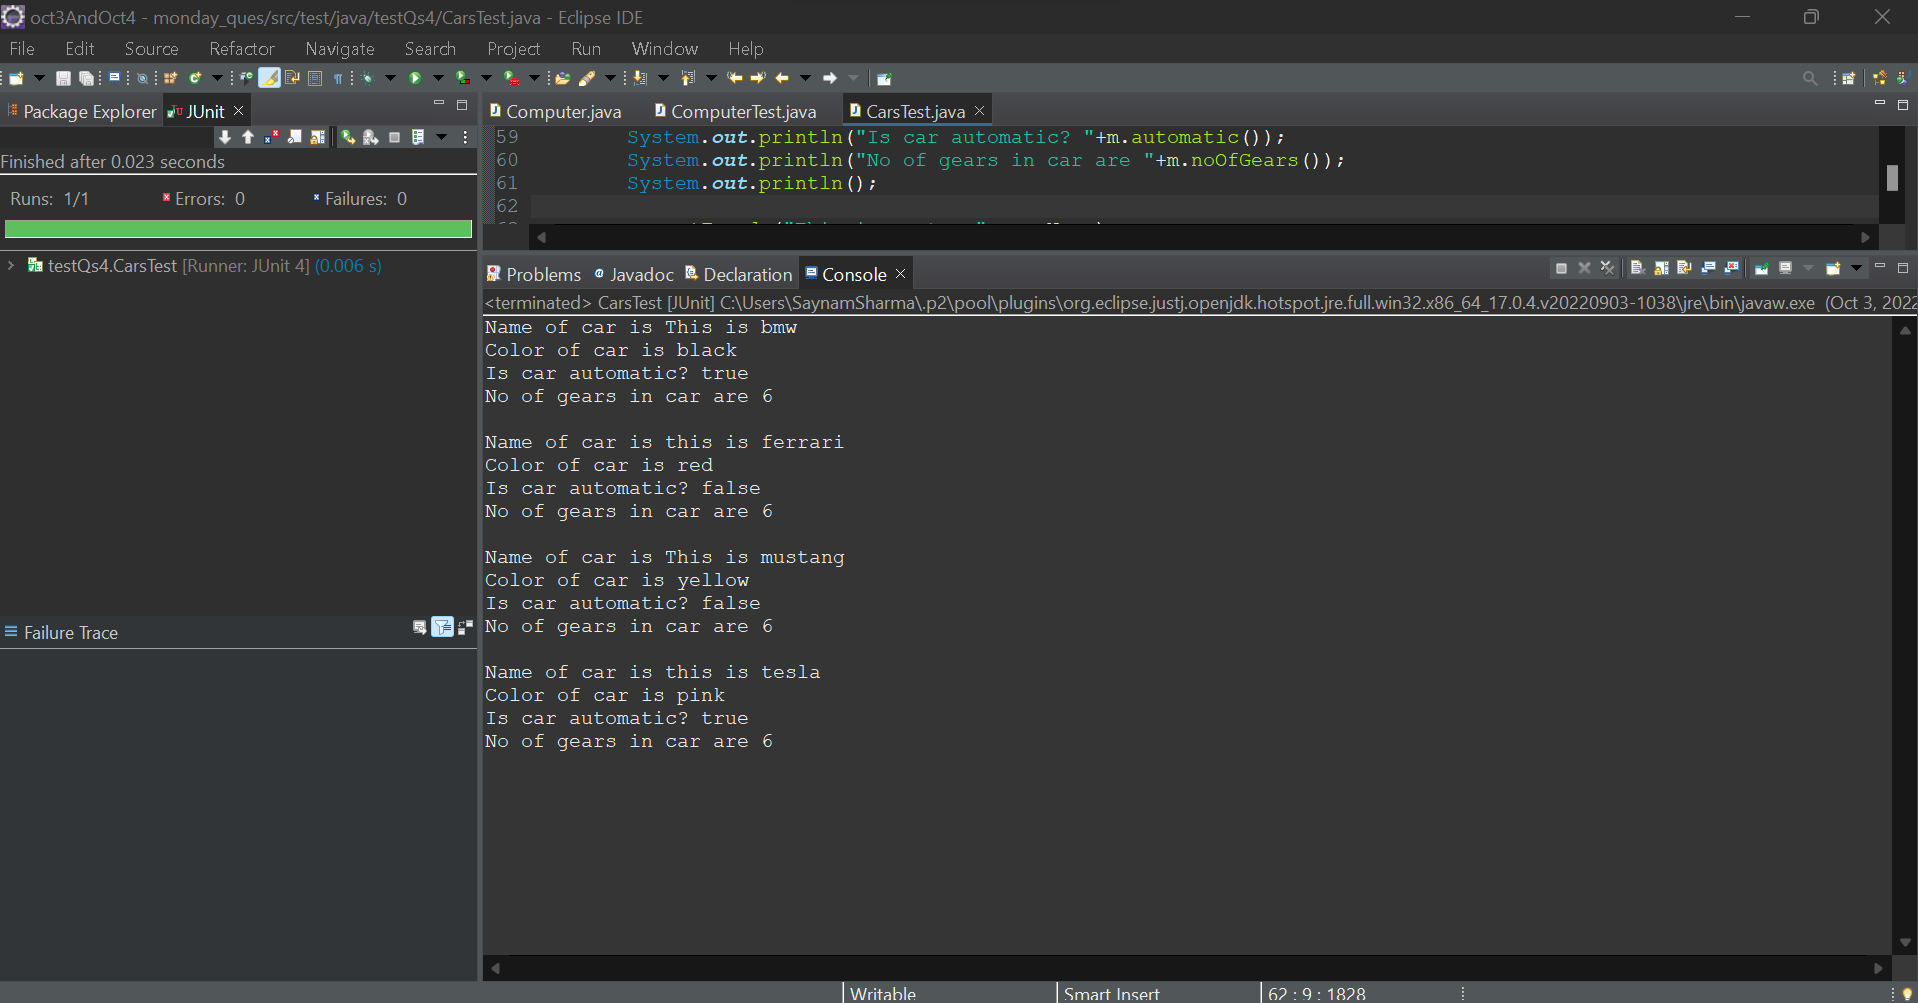 oct3AndOct4 - monday_ques/src/test/java/testQs4/CarsTest.java - Eclipse IDE
File Edit Source Refactor Navigate Search Project Run Window Help
Package Explorer JUnit
Finished after 0.023 seconds
Runs: 1/1 Errors: 0 Failures: 0
testQs4.CarsTest [Runner: JUnit 4] (0.006 s)
Failure Trace
Computer.java ComputerTest.java CarsTest.java
59 System.out.println("Is car automatic? "+m.automatic());
60 System.out.println("No of gears in car are "+m.noOfGears());
61 System.out.println();
62
Problems Javadoc Declaration Console
<terminated> CarsTest [JUnit] C:\Users\SaynamSharma\.p2\pool\plugins\org.eclipse.justj.openjdk.hotspot.jre.full.win32.x86_64_17.0.4.v20220903-1038\jre\bin\javaw.exe (Oct 3, 2022
Name of car is This is bmw
Color of car is black
Is car automatic? true
No of gears in car are 6
Name of car is this is ferrari
Color of car is red
Is car automatic? false
No of gears in car are 6
Name of car is This is mustang
Color of car is yellow
Is car automatic? false
No of gears in car are 6
Name of car is this is tesla
Color of car is pink
Is car automatic? true
No of gears in car are 6
Writable Smart Insert 62 : 9 : 1828